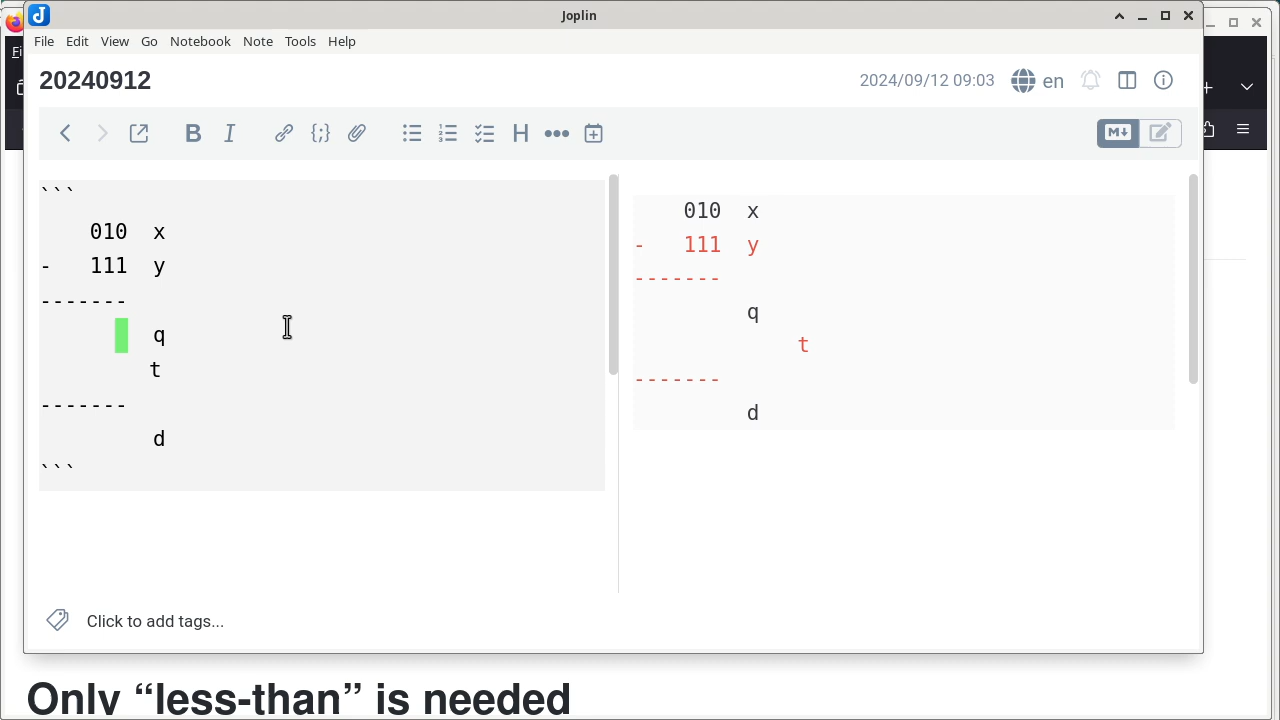 Joplin
Fi
File Edit View Go Notebook Note Tools Help
20240912
2024/09/12 09:03 en
B I H M↓
```
    010  x
-   111  y
-------
         q
         t
-------
         d
```
    010  x
-   111  y
-------
         q
             t
-------
         d
Click to add tags...
Only “less-than” is needed